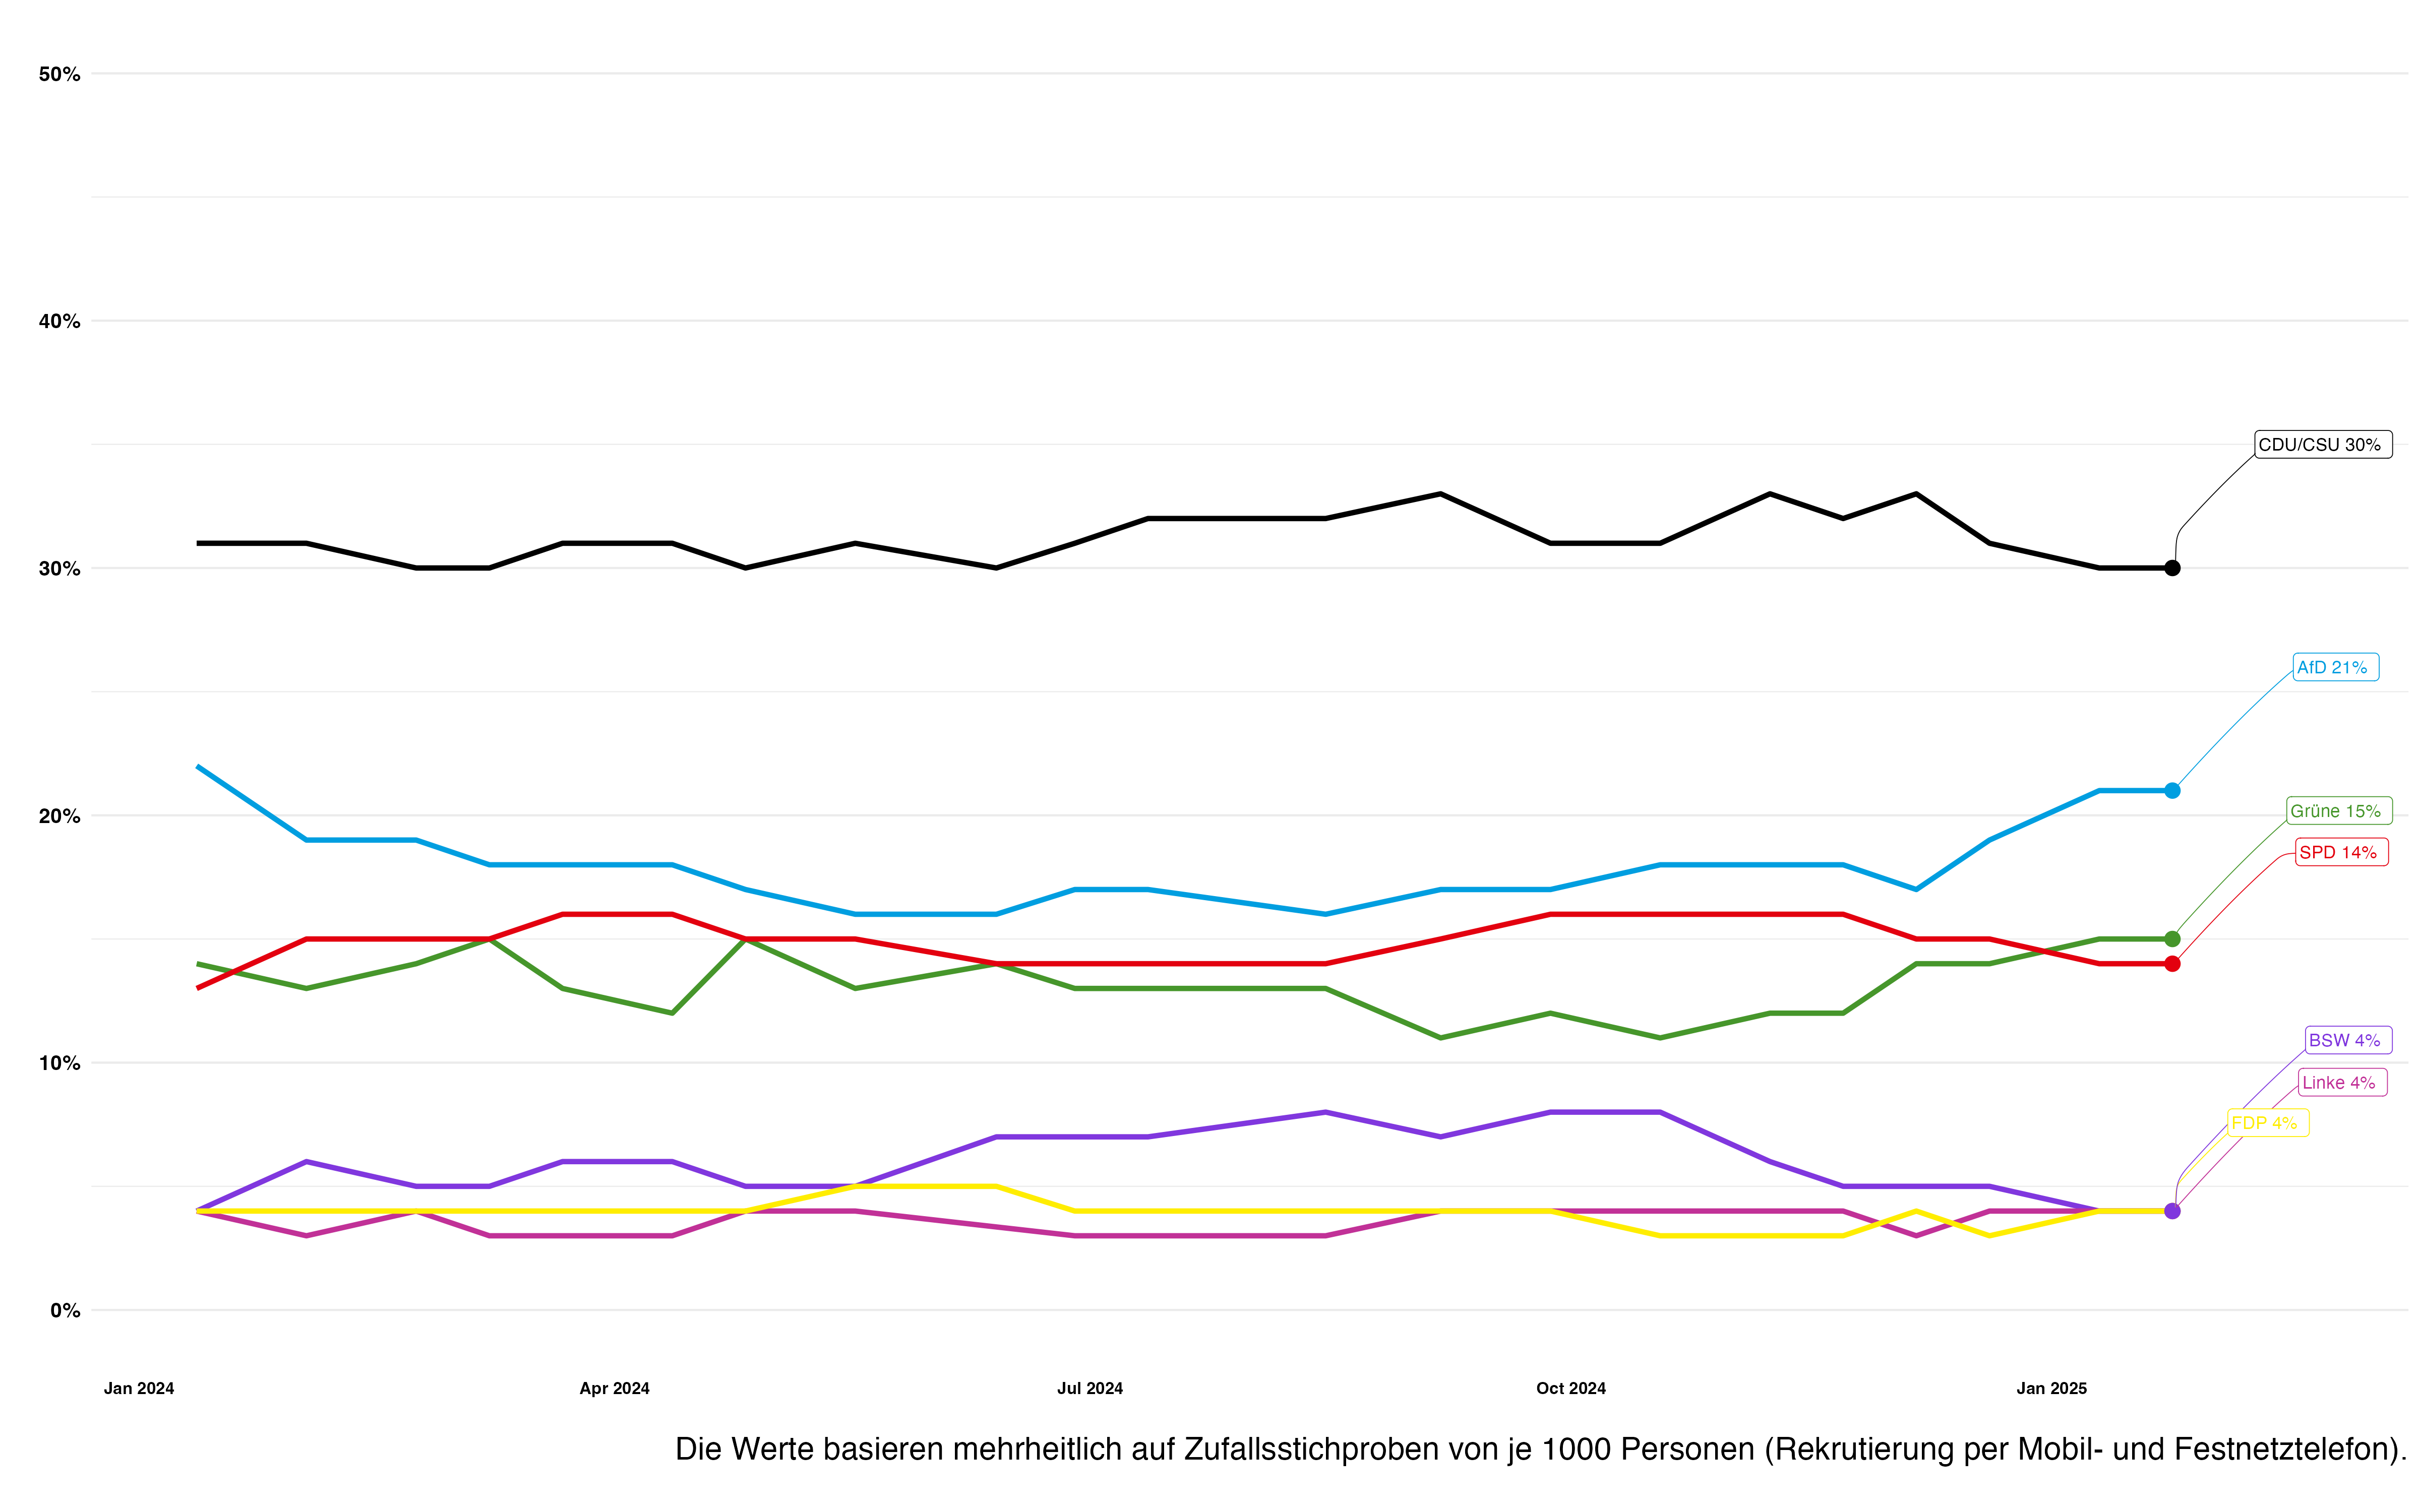 50%
40%
30%
20%
10%
0%
CDU/CSU 30%
AfD 21%
Grüne 15%
SPD 14%
BSW 4%
Linke 4%
FDP 4%
Jan 2024
Apr 2024
Jul 2024
Oct 2024
Jan 2025
Die Werte basieren mehrheitlich auf Zufallsstichproben von je 1000 Personen (Rekrutierung per Mobil- und Festnetztelefon).